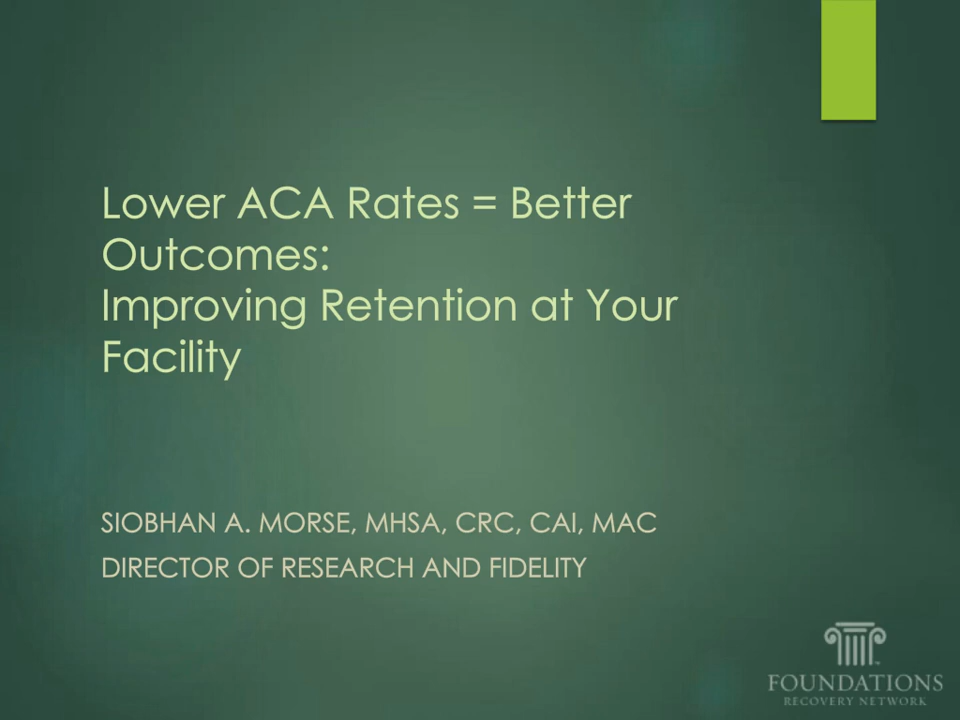 Lower ACA Rates = Better
Outcomes:
Improving Retention at Your
Facility
SIOBHAN A. MORSE, MHSA, CRC, CAI, MAC
DIRECTOR OF RESEARCH AND FIDELITY
FOUNDATIONS
RECOVERY NETWORK